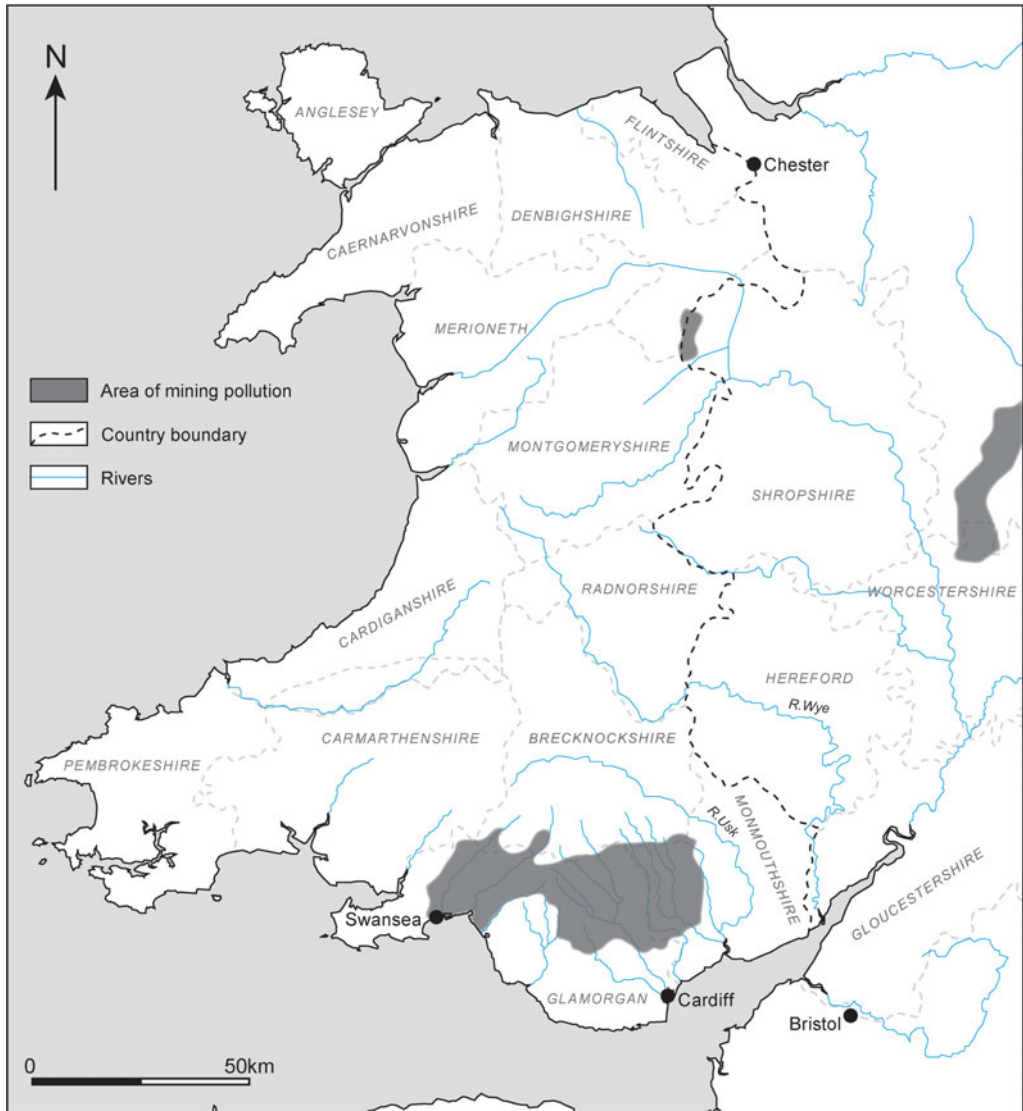 N
ANGLESEY
FLINTSHIRE
Chester
CAERNARVONSHIRE
DENBIGHSHIRE
MERIONETH
Area of mining pollution
Country boundary
Rivers
MONTGOMERYSHIRE
SHROPSHIRE
RADNORSHIRE
WORCESTERSHIRE
CARDIGANSHIRE
HEREFORD
R.Wye
CARMARTHENSHIRE
BRECKNOCKSHIRE
PEMBROKESHIRE
R.Usk
MONMOUTHSHIRE
GLOUCESTERSHIRE
Swansea
GLAMORGAN
Cardiff
Bristol
0 50km